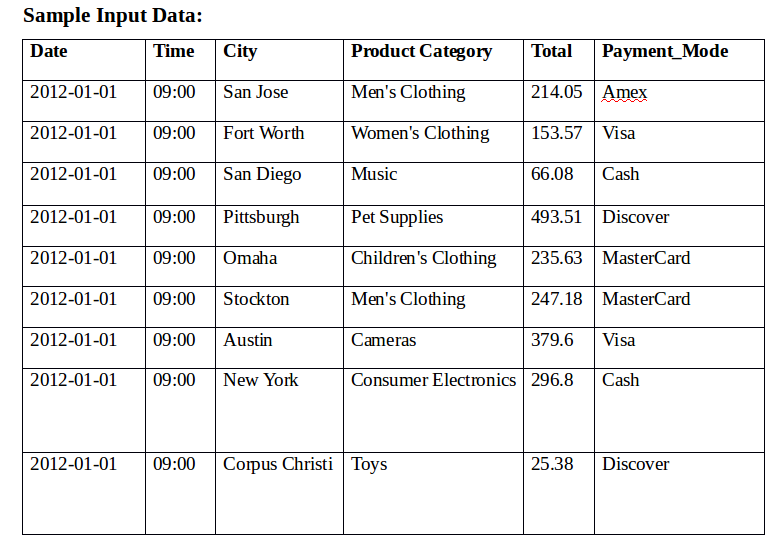 Sample Input Data:
Date Time City Product Category Total Payment_Mode
2012-01-01 09:00 San Jose Men's Clothing 214.05 Amex
2012-01-01 09:00 Fort Worth Women's Clothing 153.57 Visa
2012-01-01 09:00 San Diego Music 66.08 Cash
2012-01-01 09:00 Pittsburgh Pet Supplies 493.51 Discover
2012-01-01 09:00 Omaha Children's Clothing 235.63 MasterCard
2012-01-01 09:00 Stockton Men's Clothing 247.18 MasterCard
2012-01-01 09:00 Austin Cameras 379.6 Visa
2012-01-01 09:00 New York Consumer Electronics 296.8 Cash
2012-01-01 09:00 Corpus Christi Toys 25.38 Discover